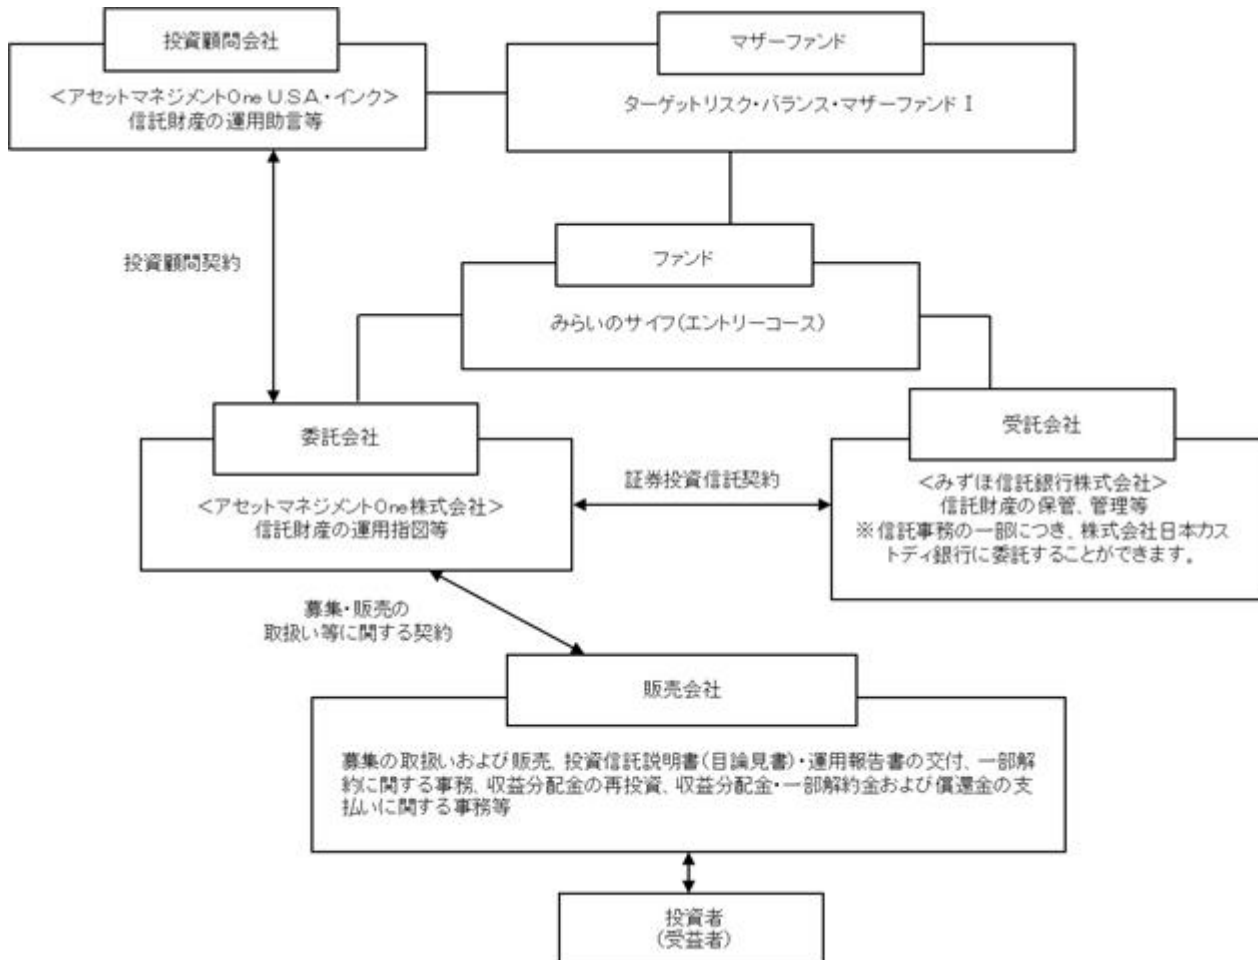 投資顧問会社
＜アセットマネジメントOne U.S.A.・インク＞
信託財産の運用助言等
マザーファンド
ターゲットリスク・バランス・マザーファンド Ⅰ
投資顧問契約
ファンド
みらいのサイフ（エントリーコース）
委託会社
＜アセットマネジメントOne株式会社＞
信託財産の運用指図等
証券投資信託契約
受託会社
＜みずほ信託銀行株式会社＞
信託財産の保管、管理等
※信託事務の一部につき、株式会社日本カス
トディ銀行に委託することができます。
募集・販売の
取扱い等に関する契約
販売会社
募集の取扱いおよび販売、投資信託説明書（目論見書）・運用報告書の交付、一部解
約に関する事務、収益分配金の再投資、収益分配金・一部解約金および償還金の支
払いに関する事務等
投資者
（受益者）